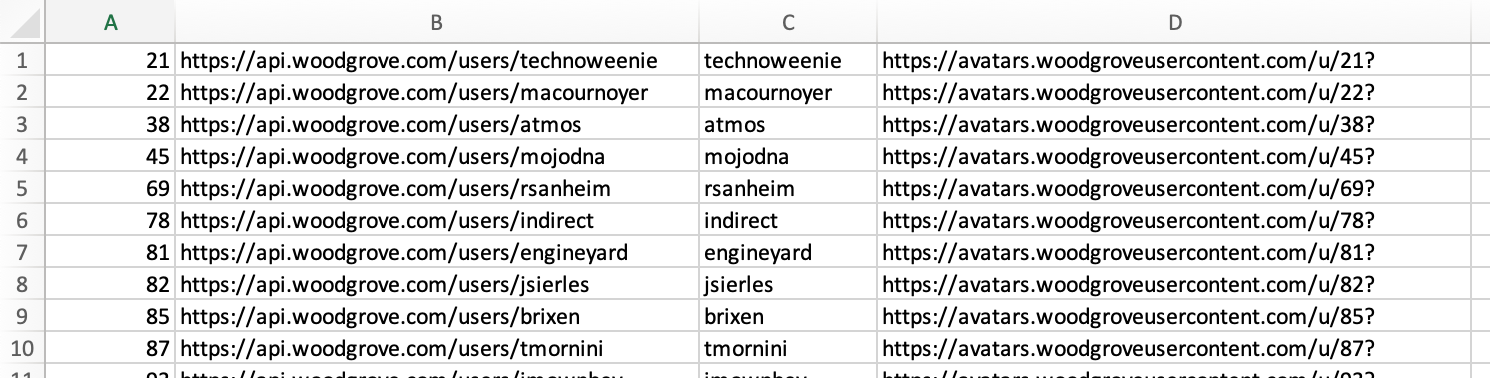 A B C D
1 21 https://api.woodgrove.com/users/technoweenie technoweenie https://avatars.woodgroveusercontent.com/u/21?
2 22 https://api.woodgrove.com/users/macournoyer macournoyer https://avatars.woodgroveusercontent.com/u/22?
3 38 https://api.woodgrove.com/users/atmos atmos https://avatars.woodgroveusercontent.com/u/38?
4 45 https://api.woodgrove.com/users/mojodna mojodna https://avatars.woodgroveusercontent.com/u/45?
5 69 https://api.woodgrove.com/users/rsanheim rsanheim https://avatars.woodgroveusercontent.com/u/69?
6 78 https://api.woodgrove.com/users/indirect indirect https://avatars.woodgroveusercontent.com/u/78?
7 81 https://api.woodgrove.com/users/engineyard engineyard https://avatars.woodgroveusercontent.com/u/81?
8 82 https://api.woodgrove.com/users/jsierles jsierles https://avatars.woodgroveusercontent.com/u/82?
9 85 https://api.woodgrove.com/users/brixen brixen https://avatars.woodgroveusercontent.com/u/85?
10 87 https://api.woodgrove.com/users/tmornini tmornini https://avatars.woodgroveusercontent.com/u/87?